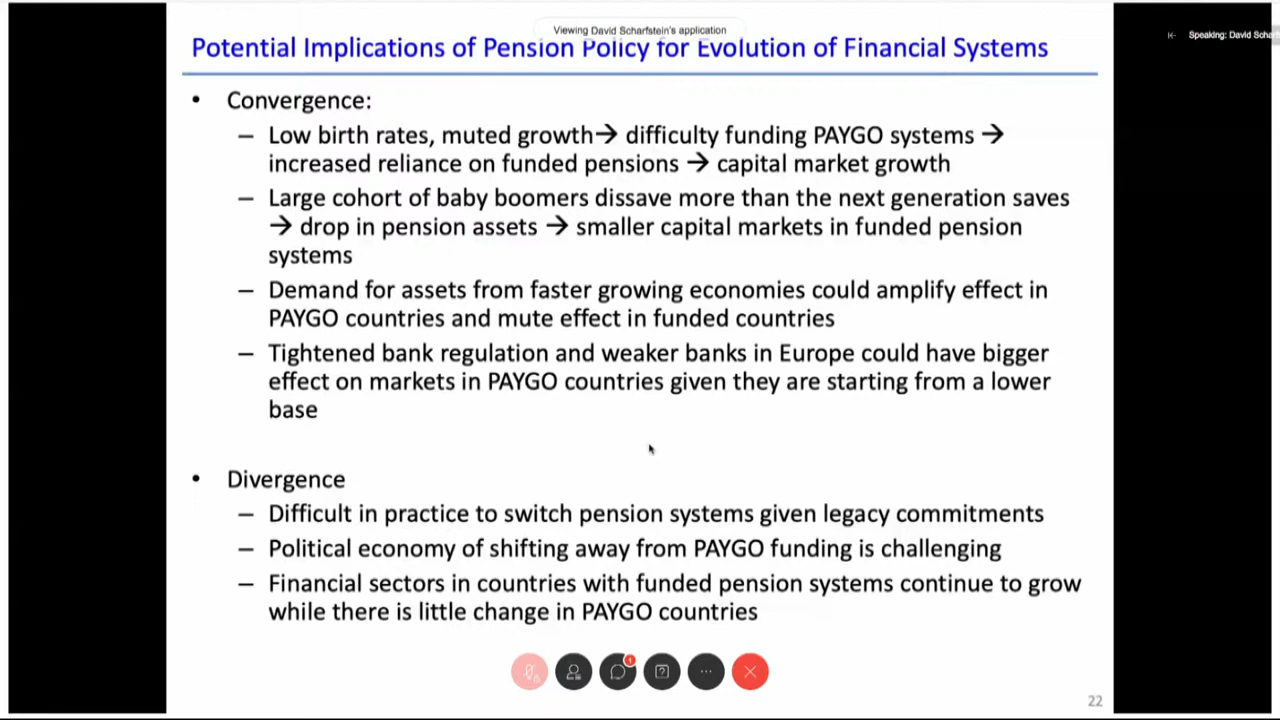 Viewing David Scharfstein's application
Speaking: David Scharf
Potential Implications of Pension Policy for Evolution of Financial Systems
• Convergence:
– Low birth rates, muted growth→ difficulty funding PAYGO systems →
increased reliance on funded pensions → capital market growth
– Large cohort of baby boomers dissave more than the next generation saves
→ drop in pension assets → smaller capital markets in funded pension
systems
– Demand for assets from faster growing economies could amplify effect in
PAYGO countries and mute effect in funded countries
– Tightened bank regulation and weaker banks in Europe could have bigger
effect on markets in PAYGO countries given they are starting from a lower
base
• Divergence
– Difficult in practice to switch pension systems given legacy commitments
– Political economy of shifting away from PAYGO funding is challenging
– Financial sectors in countries with funded pension systems continue to grow
while there is little change in PAYGO countries
1
22